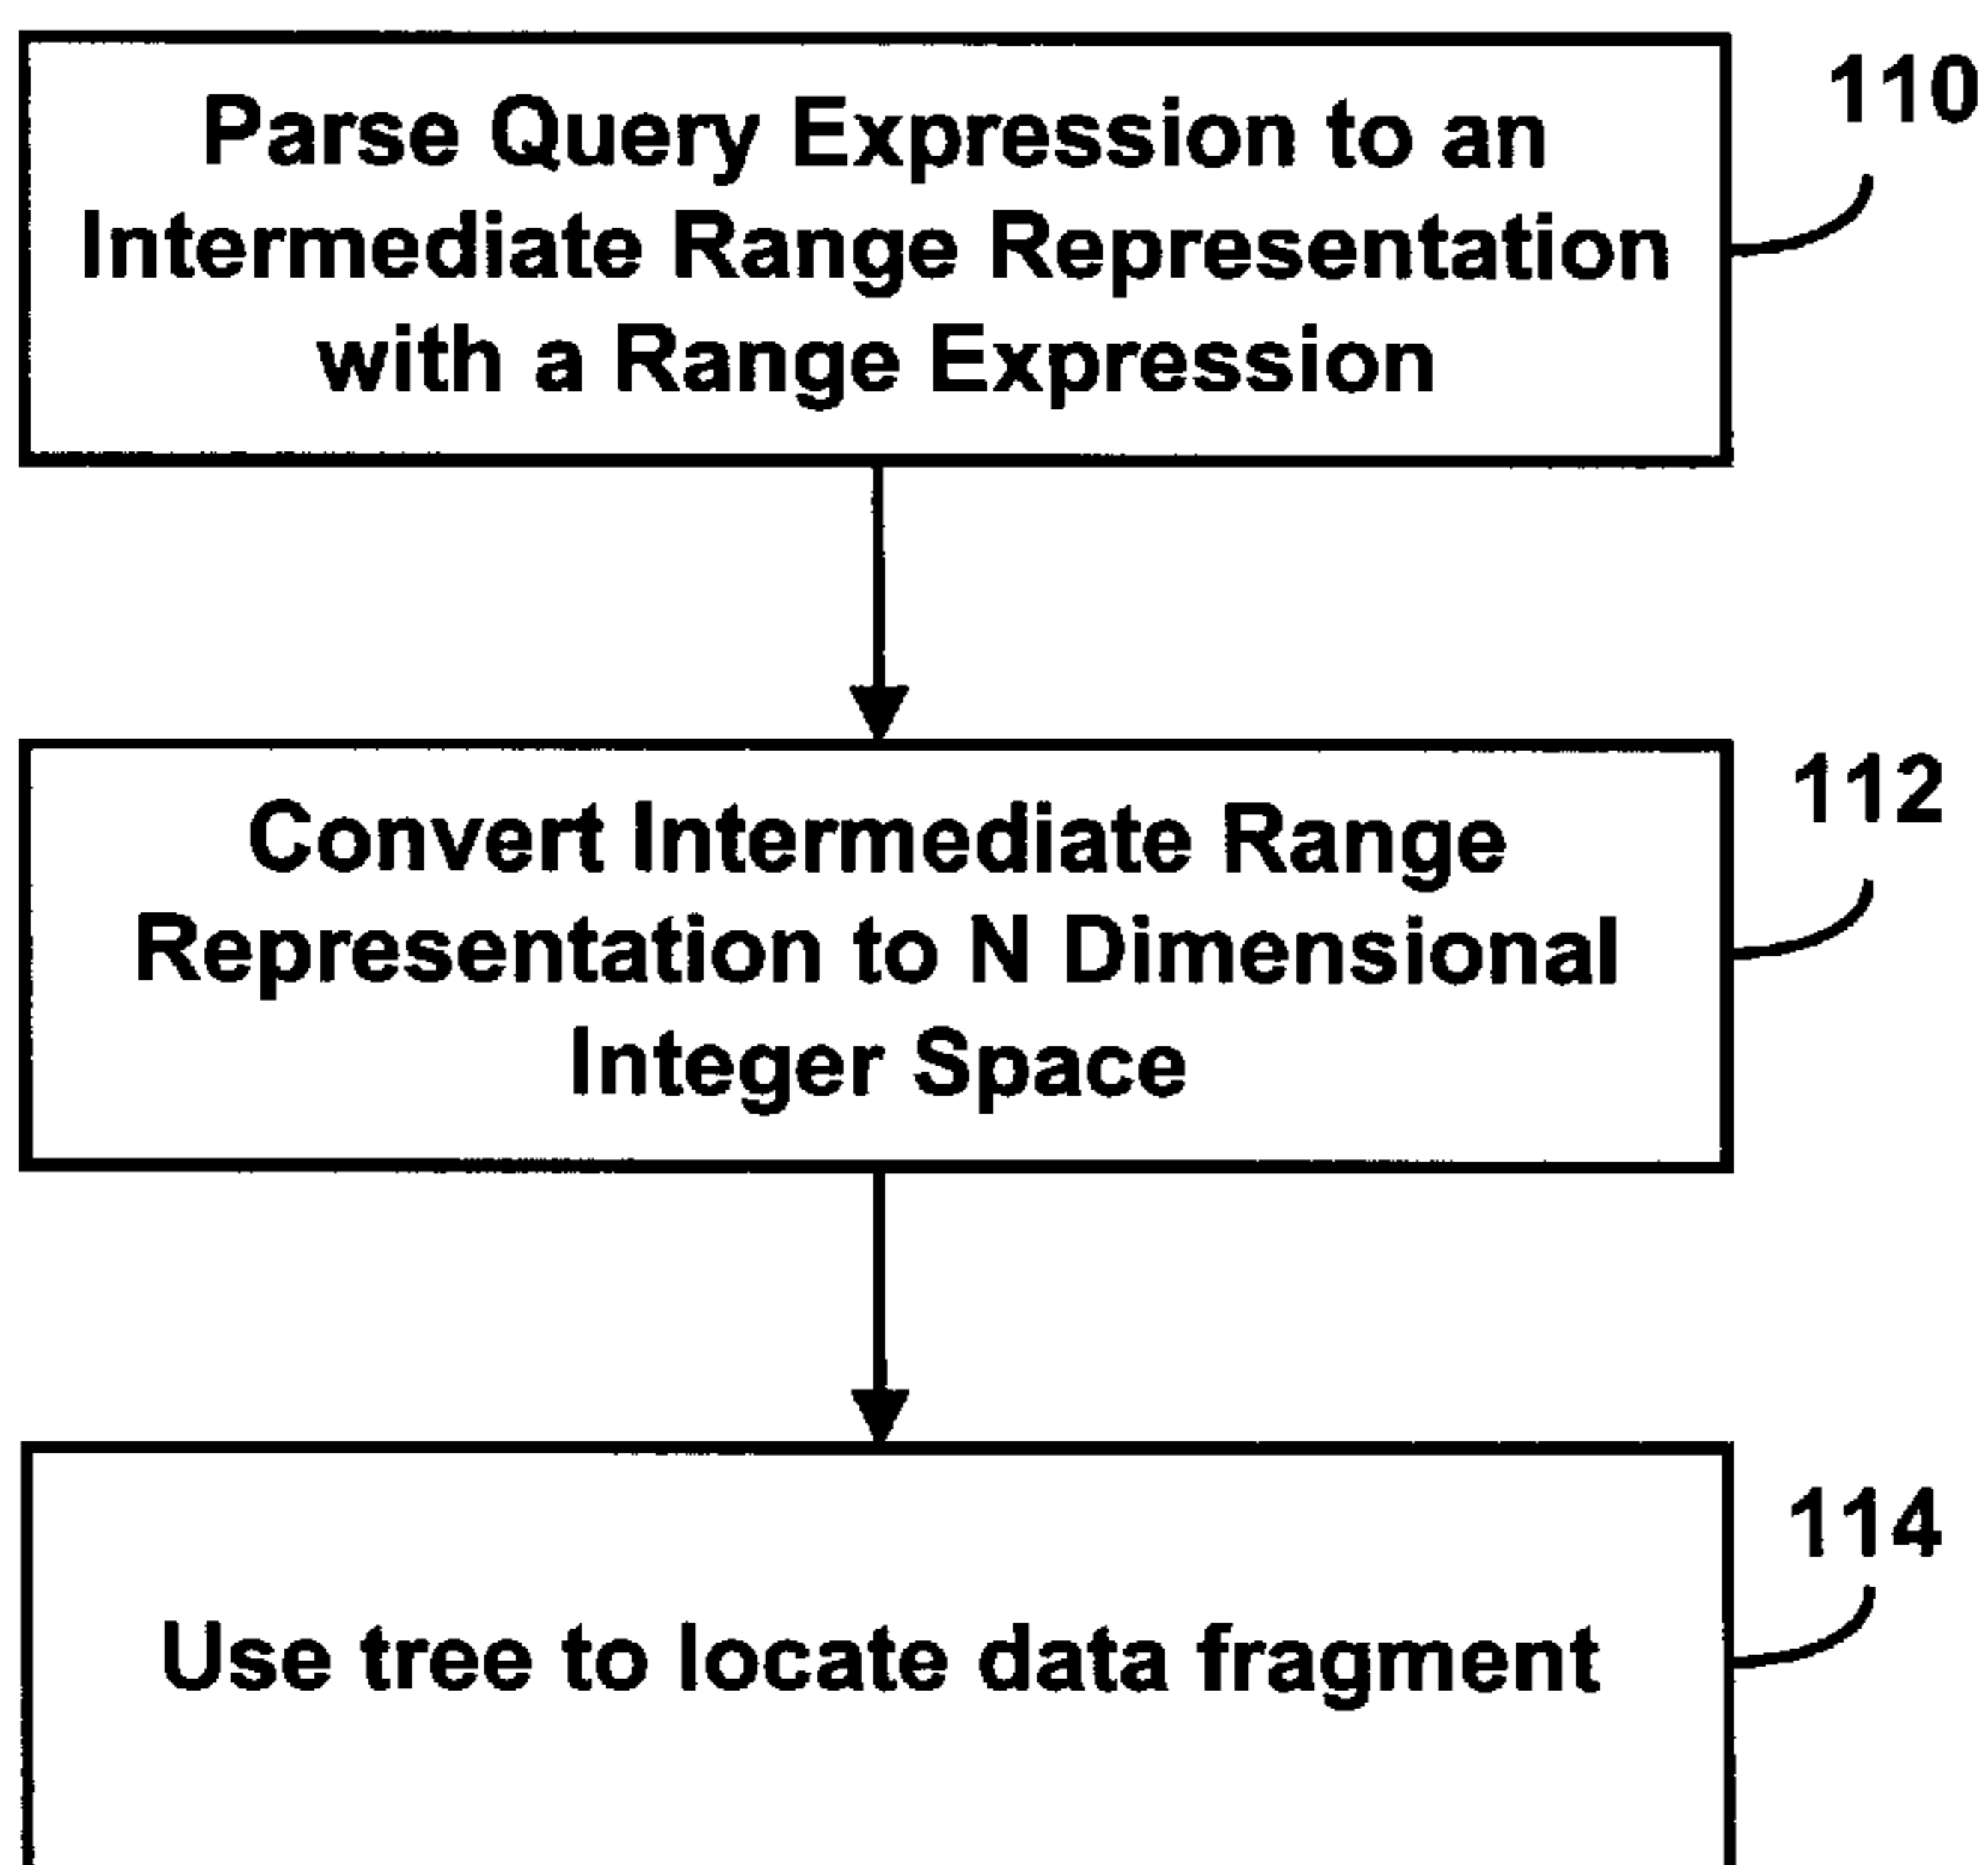 110
Parse Query Expression to an
Intermediate Range Representation
with a Range Expression
112
Convert Intermediate Range
Representation to N Dimensional
Integer Space
114
Use tree to locate data fragment